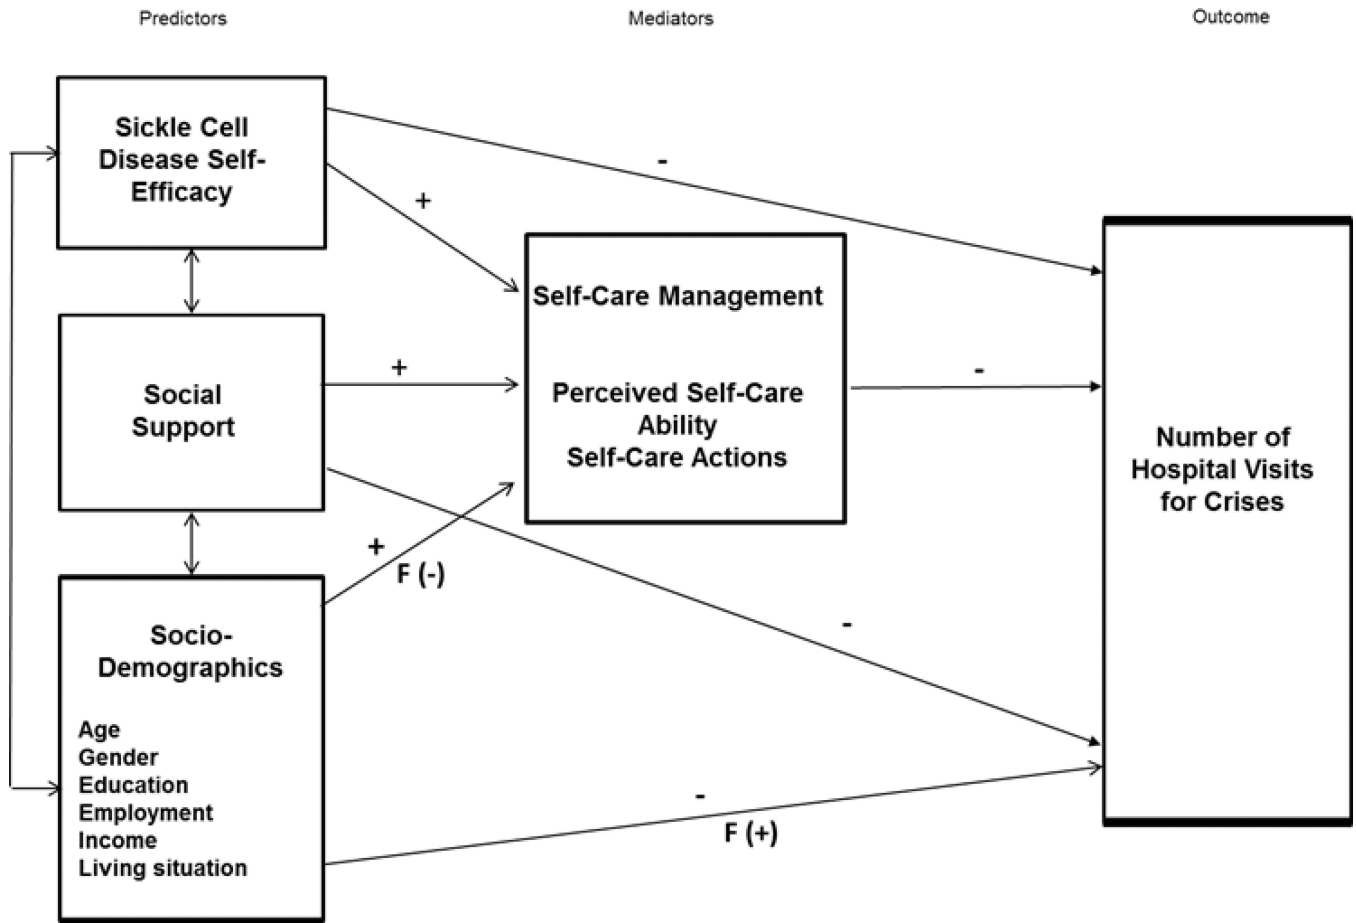 Predictors
Mediators
Outcome
Sickle Cell
Disease Self-
Efficacy
-
+
Self-Care Management
Social
Support
+
Perceived Self-Care
Ability
Self-Care Actions
-
Number of
Hospital Visits
for Crises
+
F (-)
-
Socio-
Demographics
Age
Gender
Education
Employment
Income
Living situation
-
F (+)